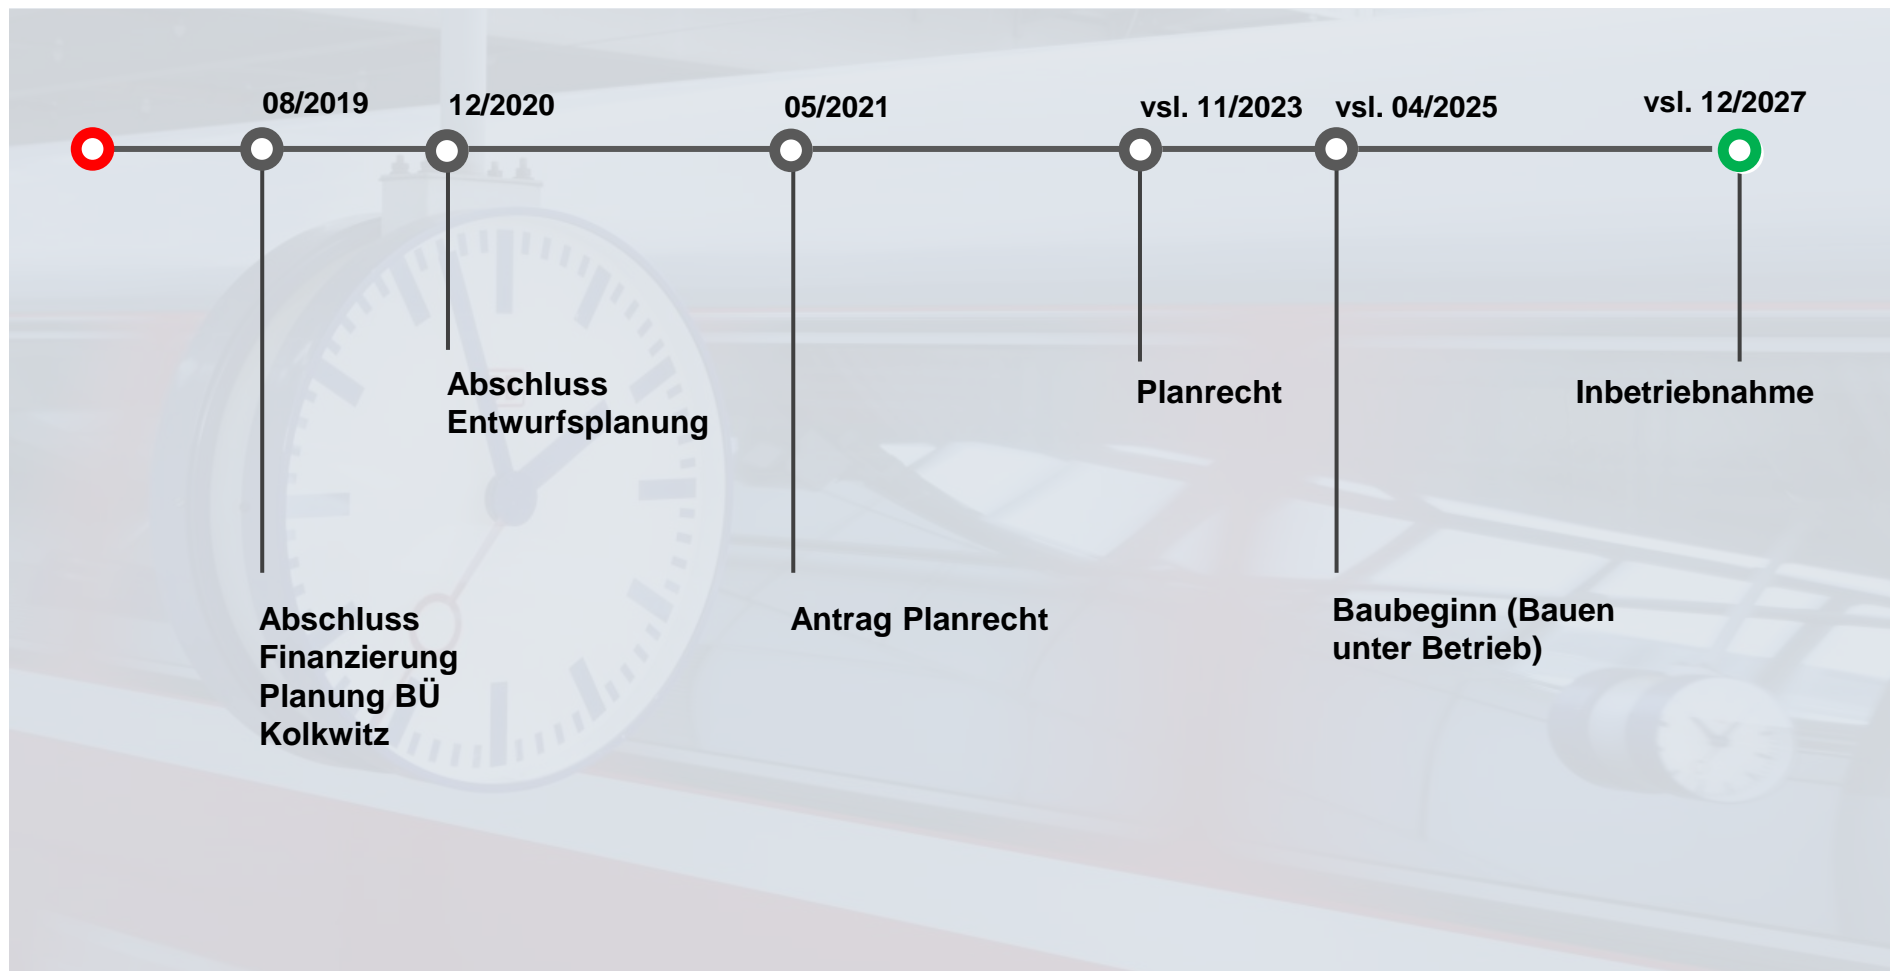 08/2019
12/2020
05/2021
vsl. 11/2023
vsl. 04/2025
vsl. 12/2027
Abschluss
Entwurfsplanung
Planrecht
Inbetriebnahme
Abschluss
Finanzierung
Planung BÜ
Kolkwitz
Antrag Planrecht
Baubeginn (Bauen
unter Betrieb)